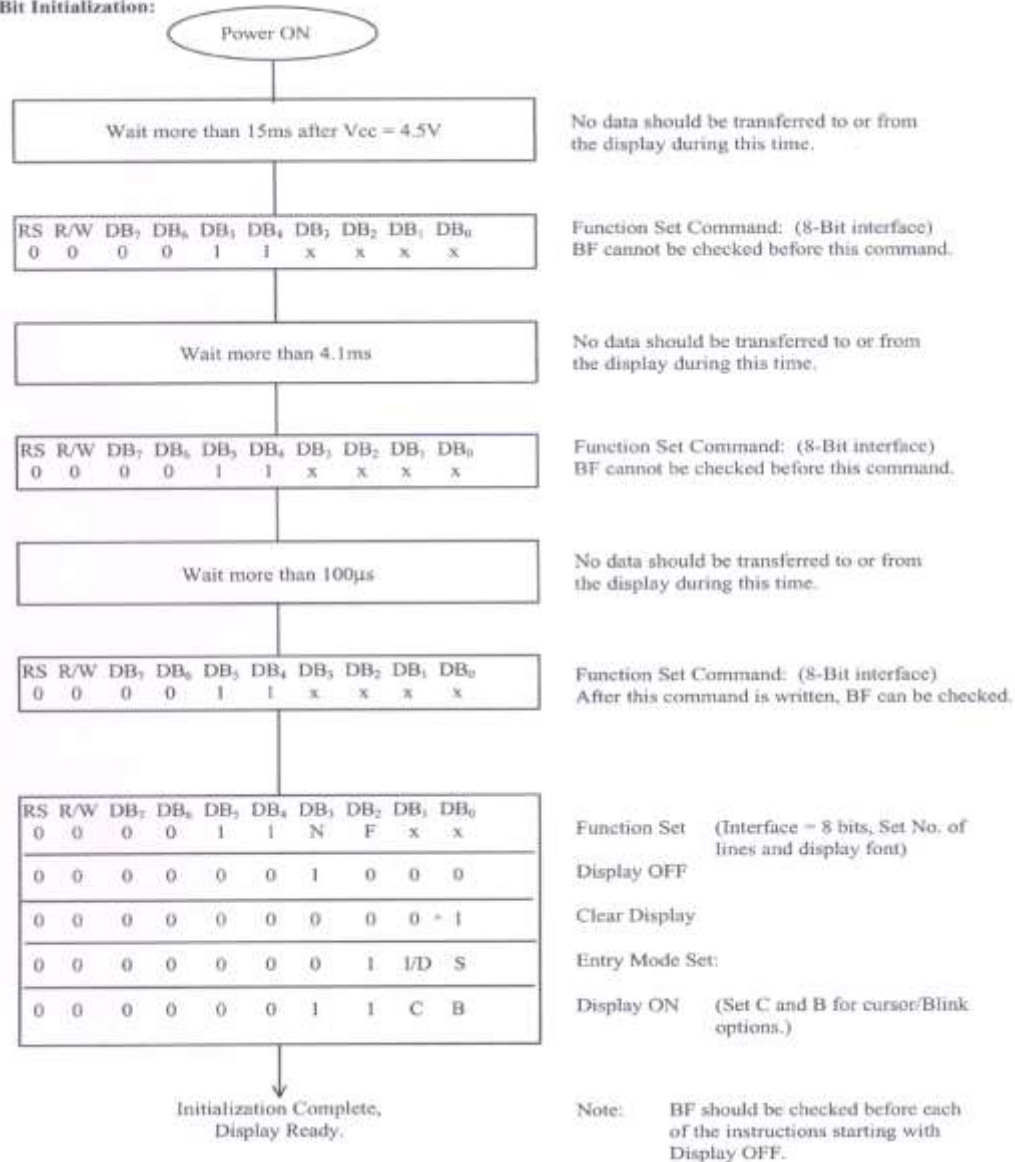 Bit Initialization:
Power ON
Wait more than 15ms after Vcc = 4.5V
No data should be transferred to or from
the display during this time.
RS R/W DB₇ DB₆ DB₅ DB₄ DB₃ DB₂ DB₁ DB₀
0 0 0 0 1 1 x x x x
Function Set Command: (8-Bit interface)
BF cannot be checked before this command.
Wait more than 4.1ms
No data should be transferred to or from
the display during this time.
RS R/W DB₇ DB₆ DB₅ DB₄ DB₃ DB₂ DB₁ DB₀
0 0 0 0 1 1 x x x x
Function Set Command: (8-Bit interface)
BF cannot be checked before this command.
Wait more than 100µs
No data should be transferred to or from
the display during this time.
RS R/W DB₇ DB₆ DB₅ DB₄ DB₃ DB₂ DB₁ DB₀
0 0 0 0 1 1 x x x x
Function Set Command: (8-Bit interface)
After this command is written, BF can be checked.
RS R/W DB₇ DB₆ DB₅ DB₄ DB₃ DB₂ DB₁ DB₀
0 0 0 0 1 1 N F x x
Function Set (Interface = 8 bits, Set No. of
lines and display font)
0 0 0 0 0 0 1 0 0 0
Display OFF
0 0 0 0 0 0 0 0 0 1
Clear Display
0 0 0 0 0 0 0 1 I/D S
Entry Mode Set:
0 0 0 0 0 0 1 1 C B
Display ON (Set C and B for cursor/Blink
options.)
Initialization Complete,
Display Ready.
Note: BF should be checked before each
of the instructions starting with
Display OFF.